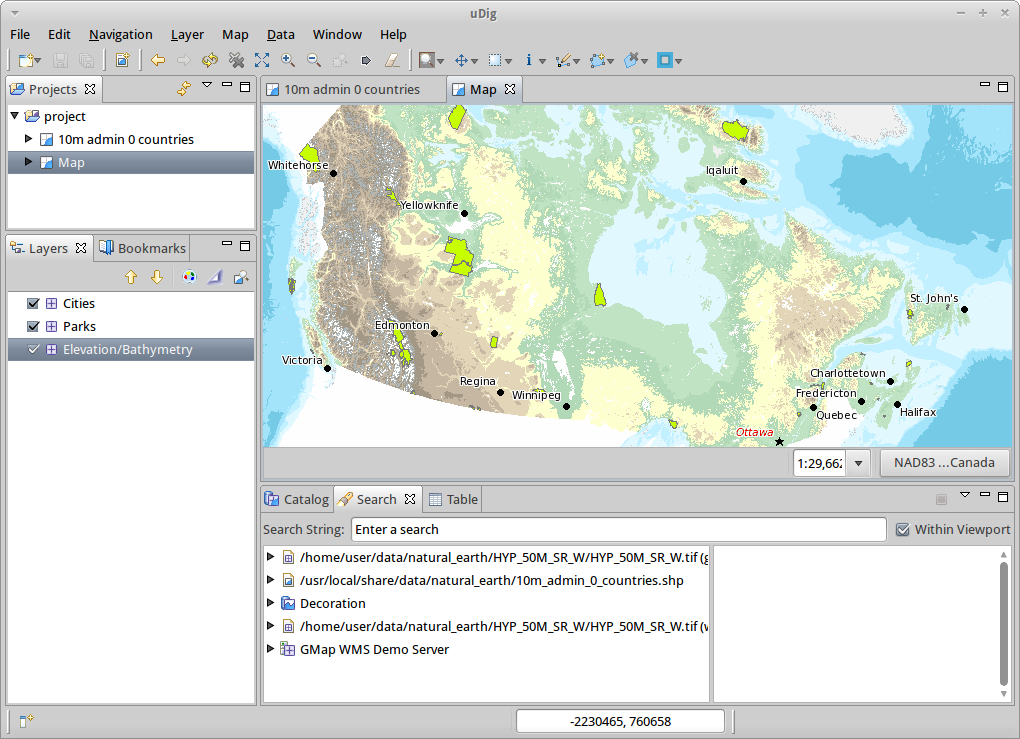 uDig
File Edit Navigation Layer Map Data Window Help
Projects
project
10m admin 0 countries
Map
Layers Bookmarks
Cities
Parks
Elevation/Bathymetry
10m admin 0 countries Map
Whitehorse
Iqaluit
Yellowknife
St. John's
Edmonton
Victoria
Charlottetown
Regina
Fredericton
Winnipeg
Halifax
Quebec
Ottawa
1:29,662
NAD83 ...Canada
Catalog Search Table
Search String: Enter a search Within Viewport
/home/user/data/natural_earth/HYP_50M_SR_W/HYP_50M_SR_W.tif (g
/usr/local/share/data/natural_earth/10m_admin_0_countries.shp
Decoration
/home/user/data/natural_earth/HYP_50M_SR_W/HYP_50M_SR_W.tif (w
GMap WMS Demo Server
-2230465, 760658